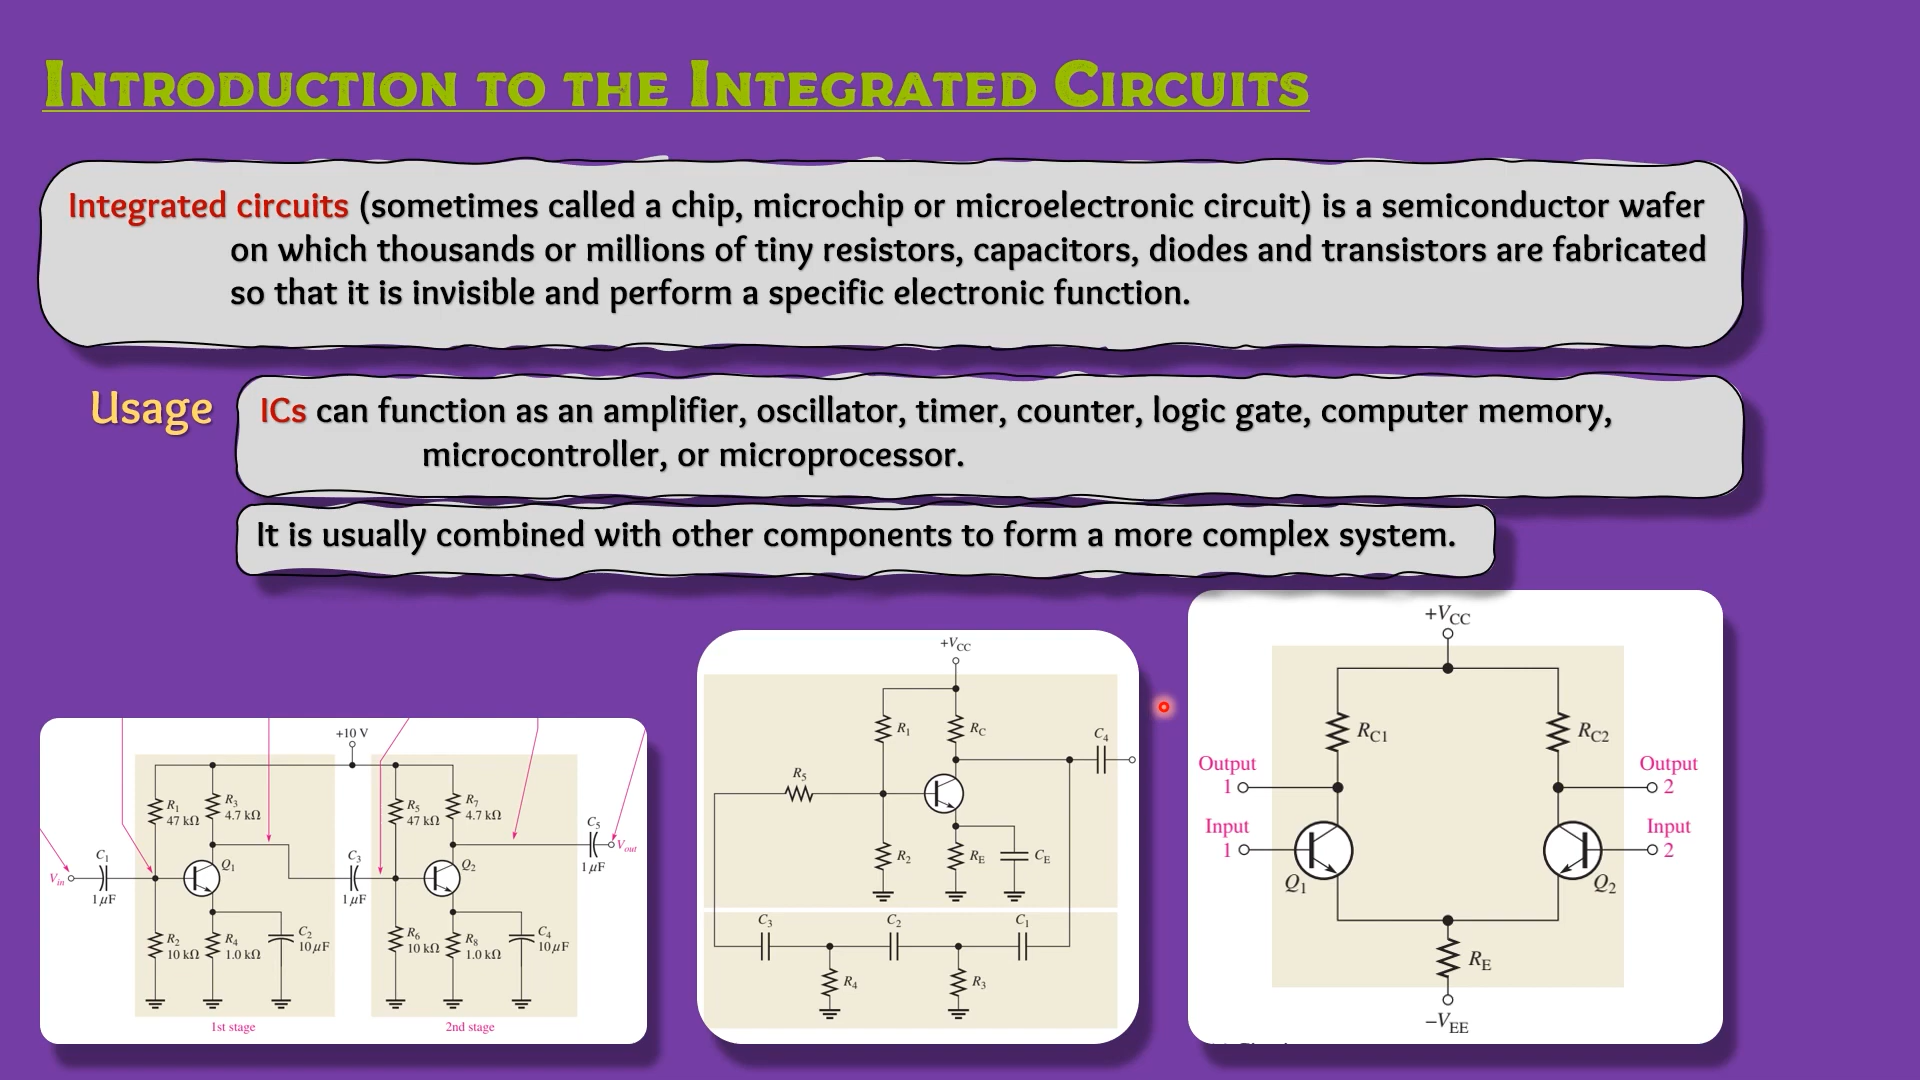 Introduction to the Integrated Circuits
Integrated circuits (sometimes called a chip, microchip or microelectronic circuit) is a semiconductor wafer
on which thousands or millions of tiny resistors, capacitors, diodes and transistors are fabricated
so that it is invisible and perform a specific electronic function.
Usage
ICs can function as an amplifier, oscillator, timer, counter, logic gate, computer memory,
microcontroller, or microprocessor.
It is usually combined with other components to form a more complex system.
+10 V
R1
47 kΩ
R3
4.7 kΩ
R5
47 kΩ
R7
4.7 kΩ
C5
Vout
1 μF
C1
Vin
1 μF
Q1
C3
1 μF
Q2
R2
10 kΩ
R4
1.0 kΩ
C2
10 μF
R6
10 kΩ
R8
1.0 kΩ
C4
10 μF
1st stage
2nd stage
+VCC
R1
RC
C4
R5
R2
RE
CE
C3
C2
C1
R4
R3
+VCC
RC1
RC2
Output
1
Output
2
Input
1
Input
2
Q1
Q2
RE
−VEE